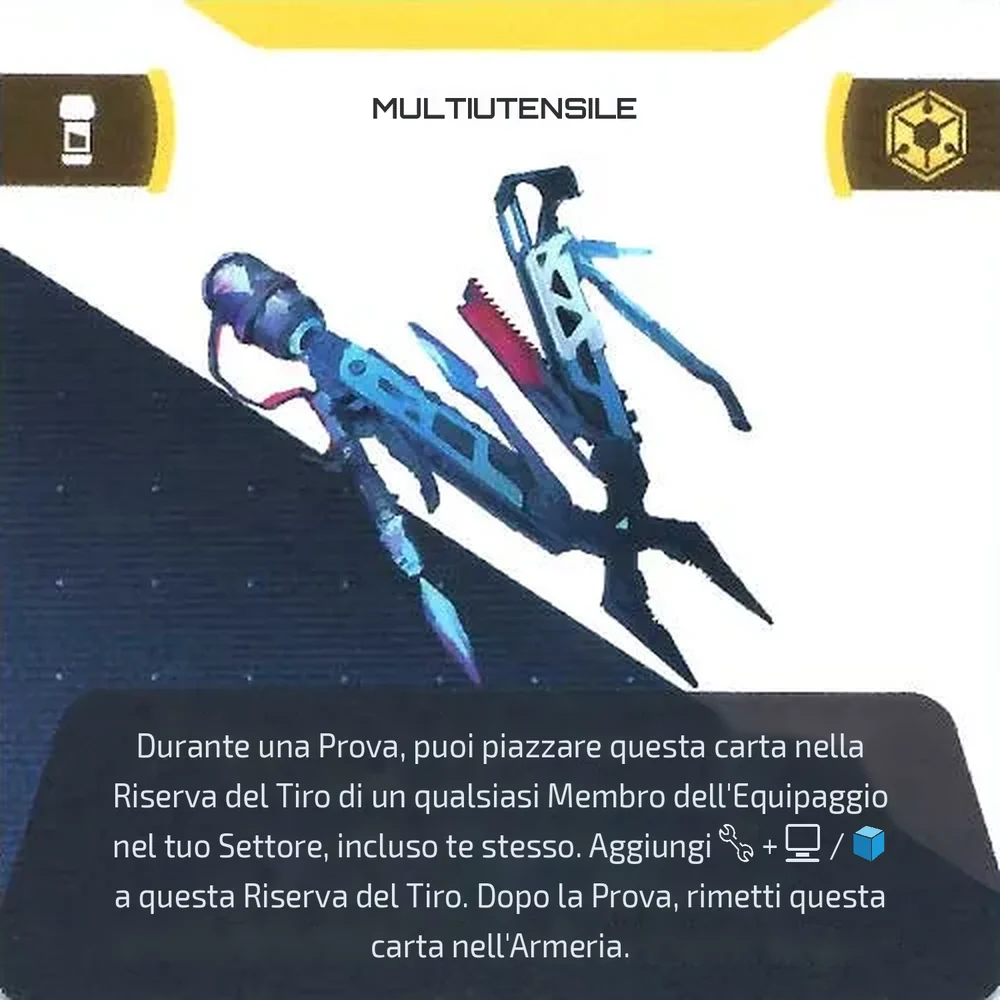 MULTIUTENSILE
Durante una Prova, puoi piazzare questa carta nella
Riserva del Tiro di un qualsiasi Membro dell'Equipaggio
nel tuo Settore, incluso te stesso. Aggiungi + /
a questa Riserva del Tiro. Dopo la Prova, rimetti questa
carta nell'Armeria.